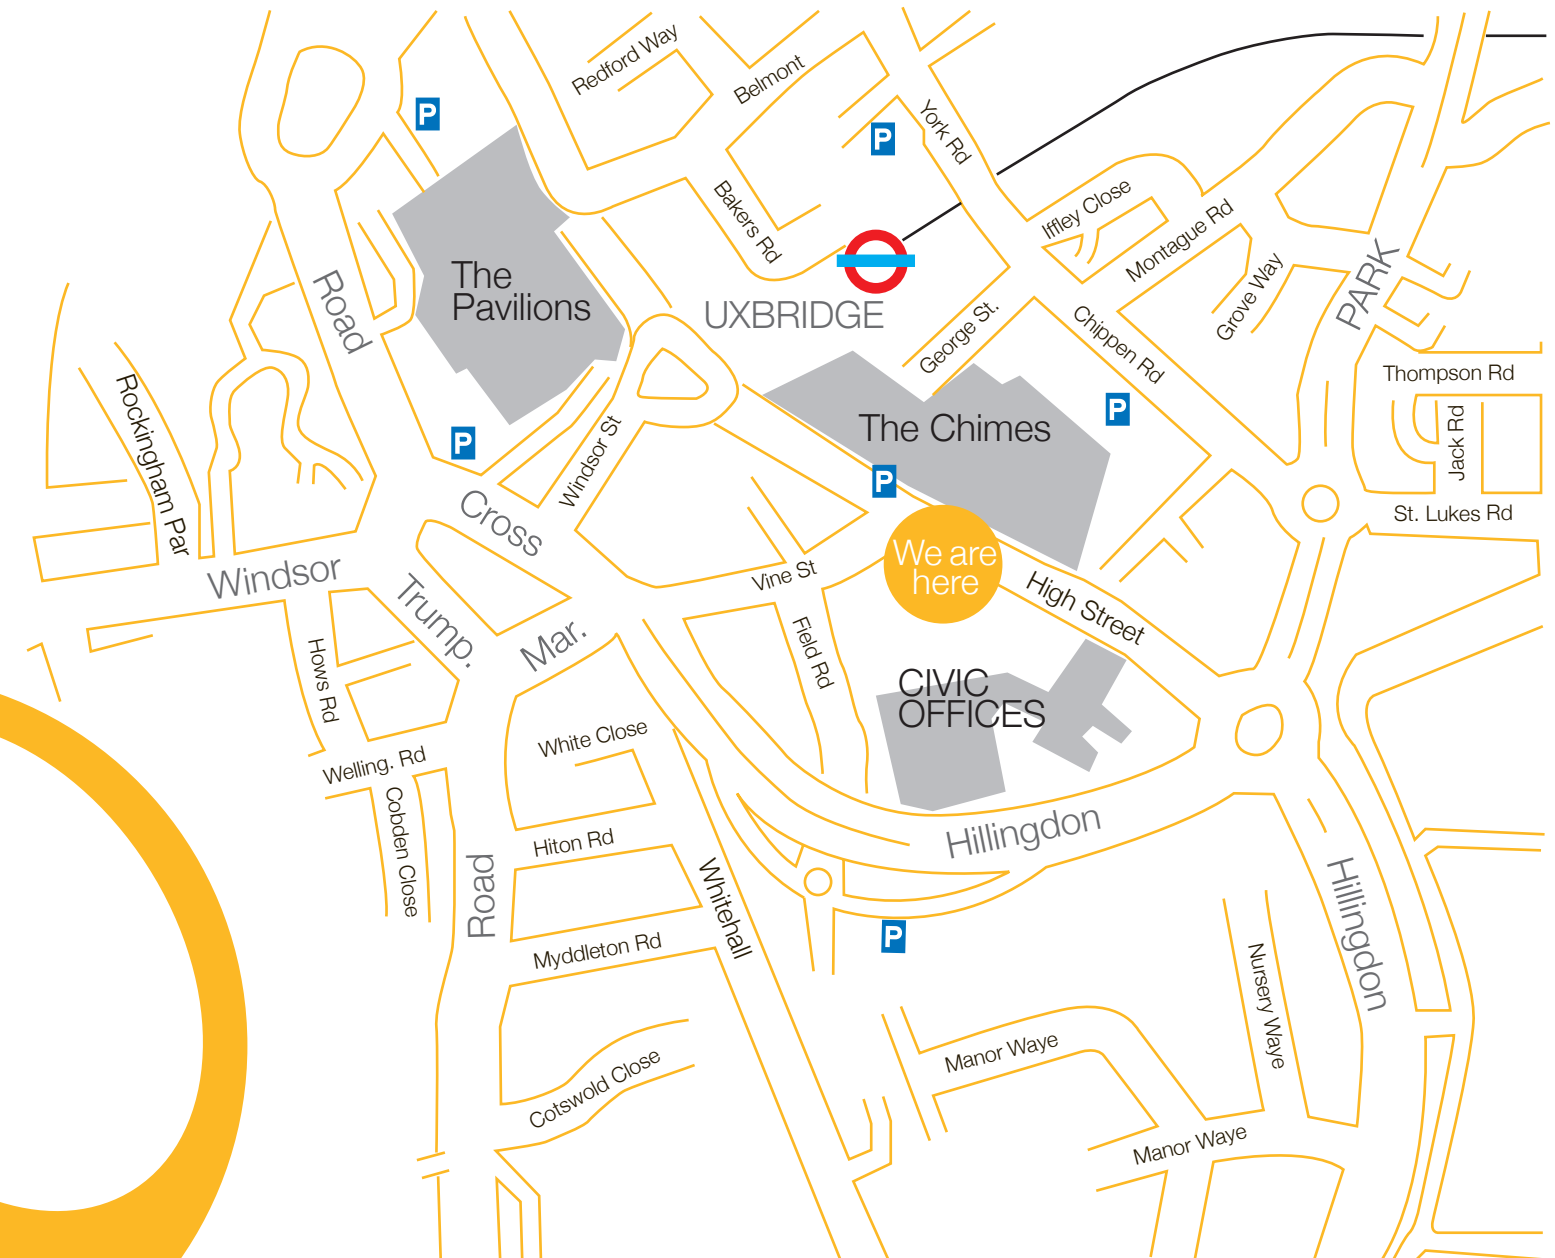 Redford Way
Belmont
P
P
York Rd
Bakers Rd
Iffley Close
Montague Rd
Grove Way
PARK
The
Pavilions
Road
UXBRIDGE
George St.
Chippen Rd
Thompson Rd
Jack Rd
St. Lukes Rd
Rockingham Par
P
Windsor St
The Chimes
P
P
Cross
We are
here
Windsor
Trump.
Mar.
Vine St
High Street
Field Rd
Hows Rd
CIVIC
OFFICES
White Close
Welling. Rd
Cobden Close
Hiton Rd
Hillingdon
Road
Whitehall
Hillingdon
Myddleton Rd
P
Nursery Waye
Cotswold Close
Manor Waye
Manor Waye